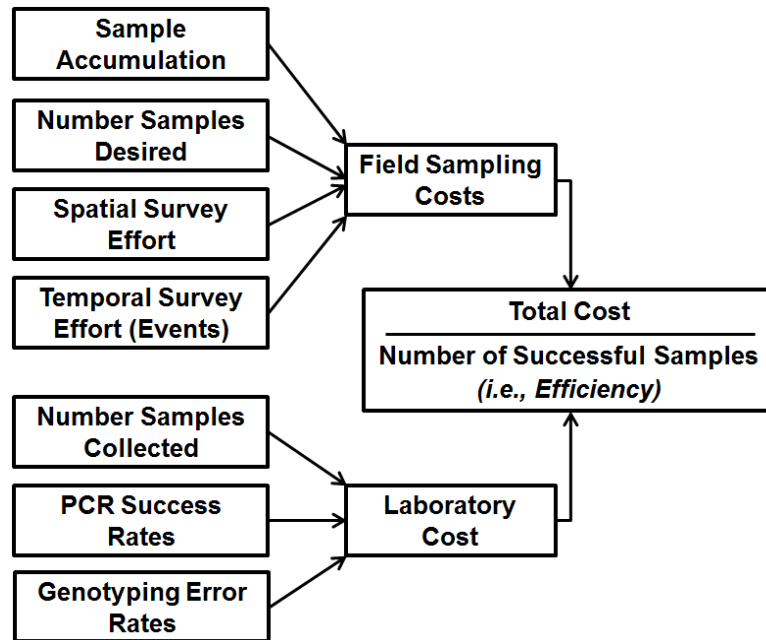 Sample
Accumulation
Number Samples
Desired
Spatial Survey
Effort
Temporal Survey
Effort (Events)
Field Sampling
Costs
Total Cost
Number of Successful Samples
(i.e., Efficiency)
Number Samples
Collected
PCR Success
Rates
Genotyping Error
Rates
Laboratory
Cost